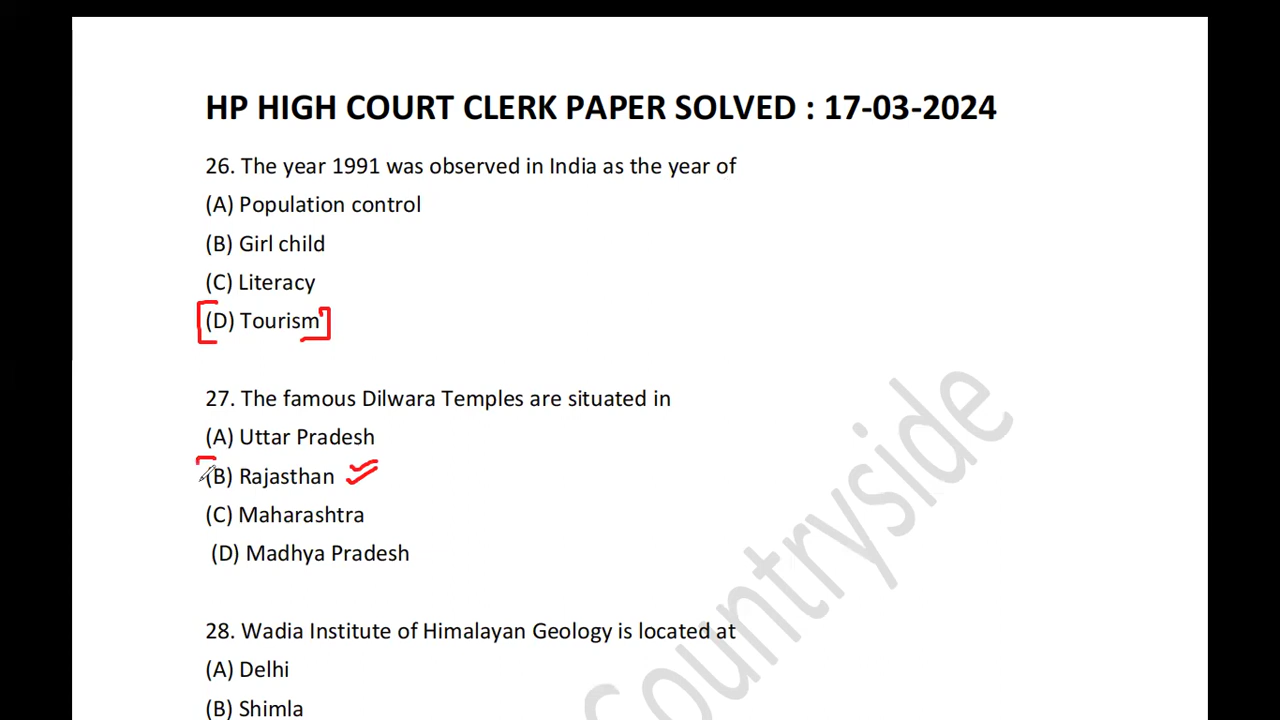 HP HIGH COURT CLERK PAPER SOLVED : 17-03-2024
26. The year 1991 was observed in India as the year of
(A) Population control
(B) Girl child
(C) Literacy
(D) Tourism
27. The famous Dilwara Temples are situated in
(A) Uttar Pradesh
(B) Rajasthan
(C) Maharashtra
(D) Madhya Pradesh
28. Wadia Institute of Himalayan Geology is located at
(A) Delhi
(B) Shimla
Countryside